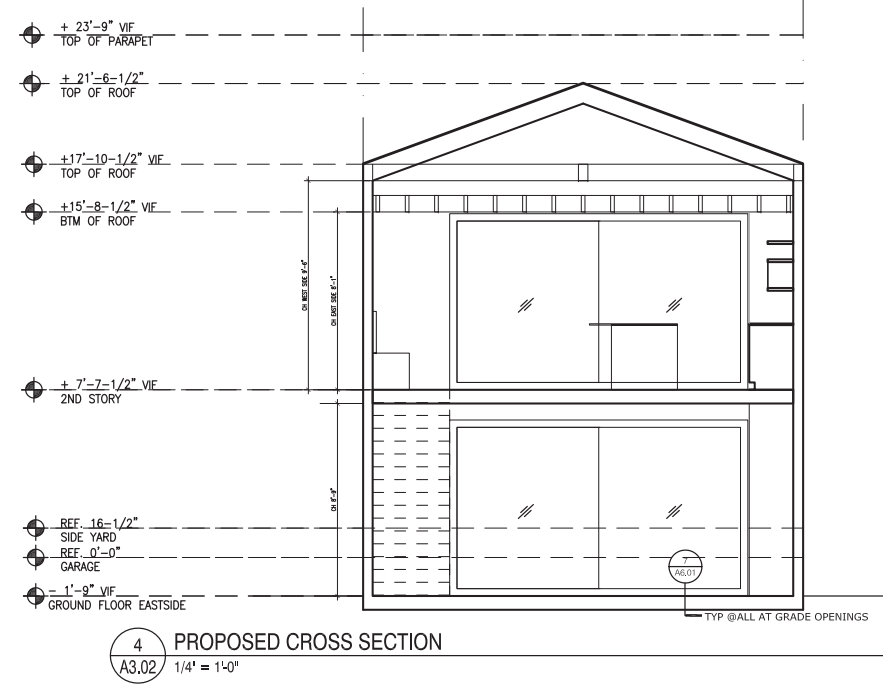 + 23'-9" VIF
TOP OF PARAPET
+ 21'-6-1/2"
TOP OF ROOF
+17'-10-1/2" VIF
TOP OF ROOF
+15'-8-1/2" VIF
BTM OF ROOF
CH WEST SIDE 9'-6"
CH EAST SIDE 8'-1"
+ 7'-7-1/2" VIF
2ND STORY
CH 8'-9"
REF. 16-1/2"
SIDE YARD
REF. 0'-0"
GARAGE
7
A6.01
- 1'-9" VIF
GROUND FLOOR EASTSIDE
TYP @ALL AT GRADE OPENINGS
4
A3.02
PROPOSED CROSS SECTION
1/4' = 1'-0"